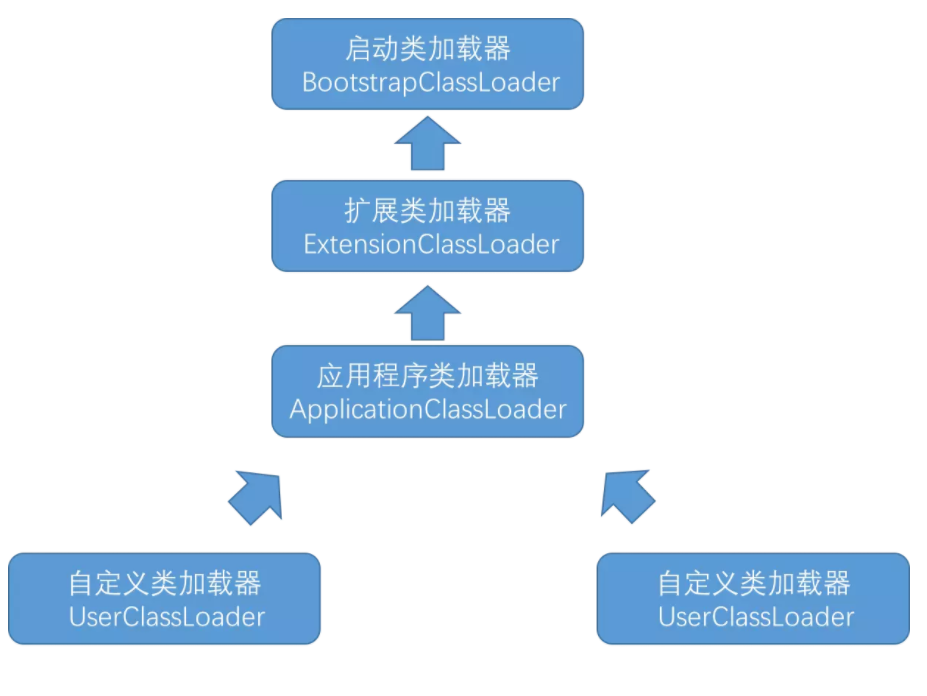 启动类加载器
BootstrapClassLoader
扩展类加载器
ExtensionClassLoader
应用程序类加载器
ApplicationClassLoader
自定义类加载器
UserClassLoader
自定义类加载器
UserClassLoader